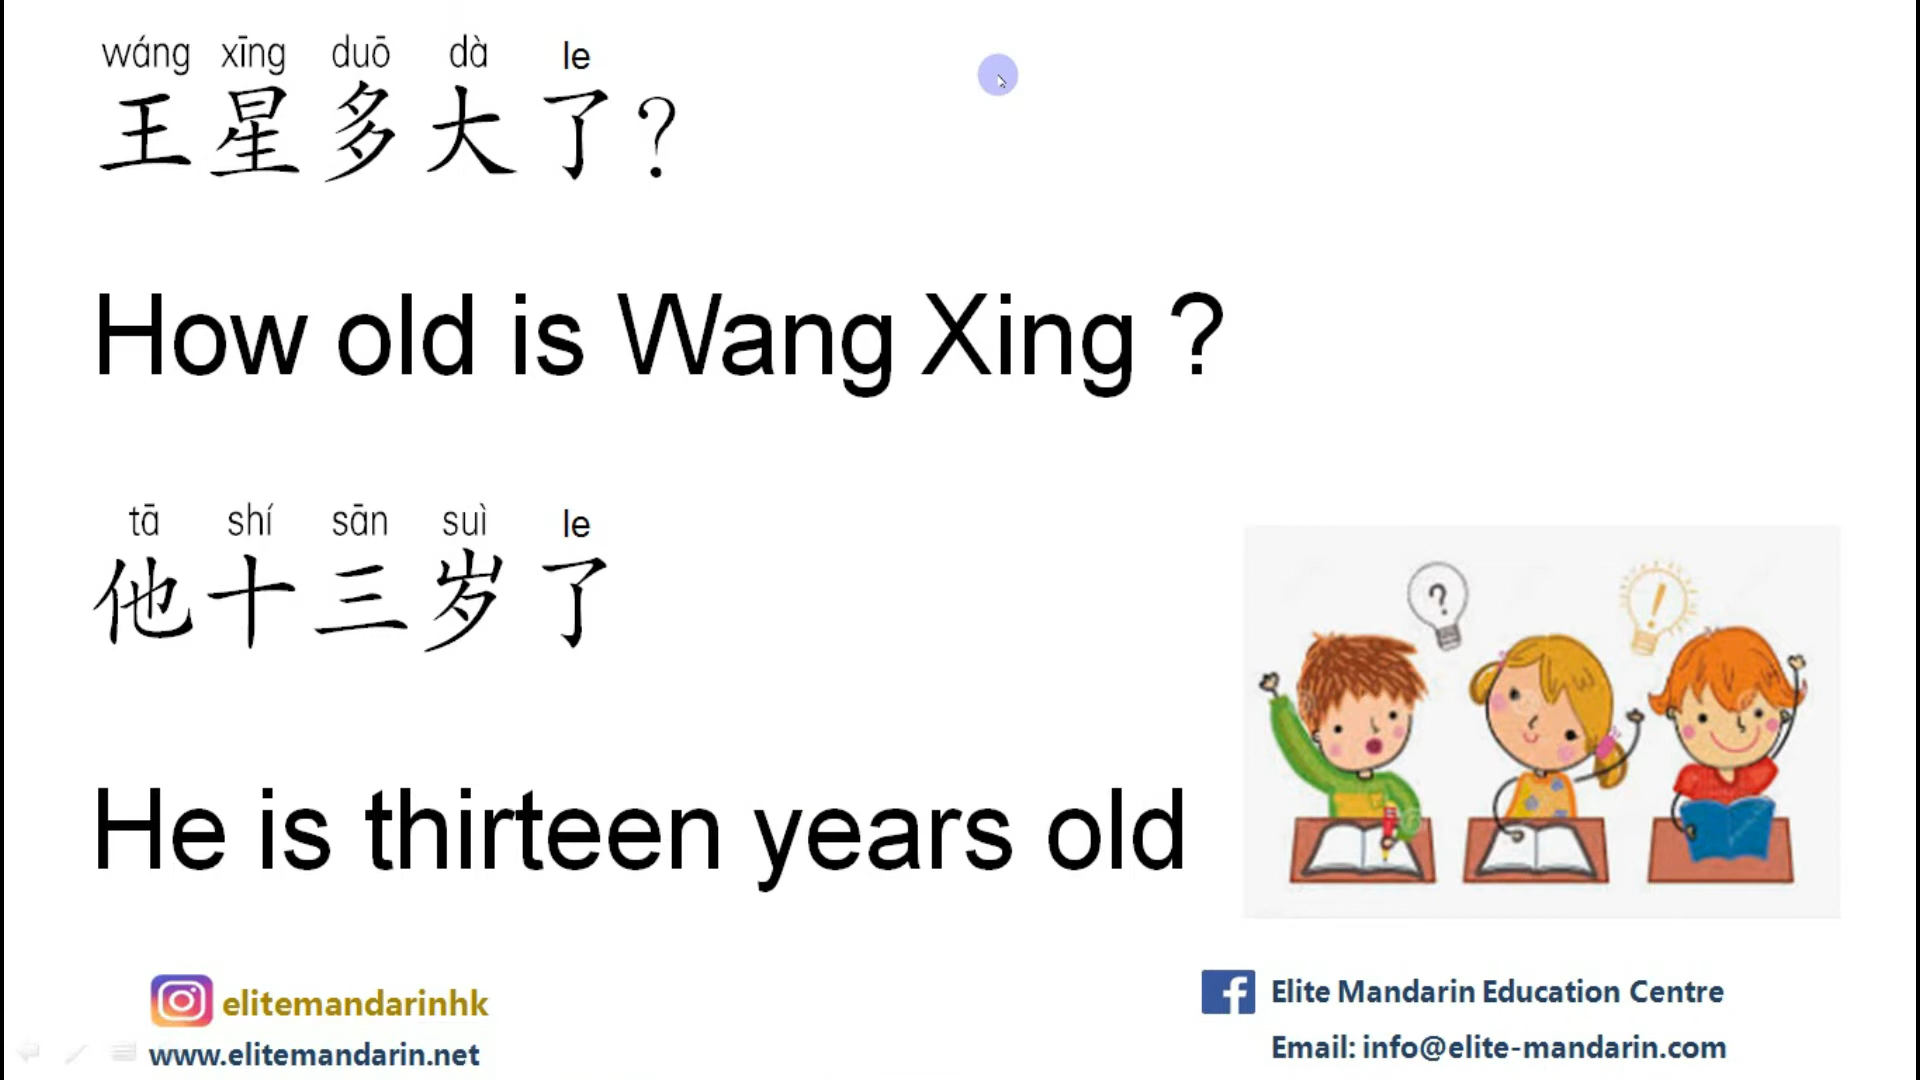 wáng xīng duō dà le
王星多大了?
How old is Wang Xing ?
tā shí sān suì le
他十三岁了
He is thirteen years old
?
!
elitemandarinhk
www.elitemandarin.net
f Elite Mandarin Education Centre
Email: info@elite-mandarin.com